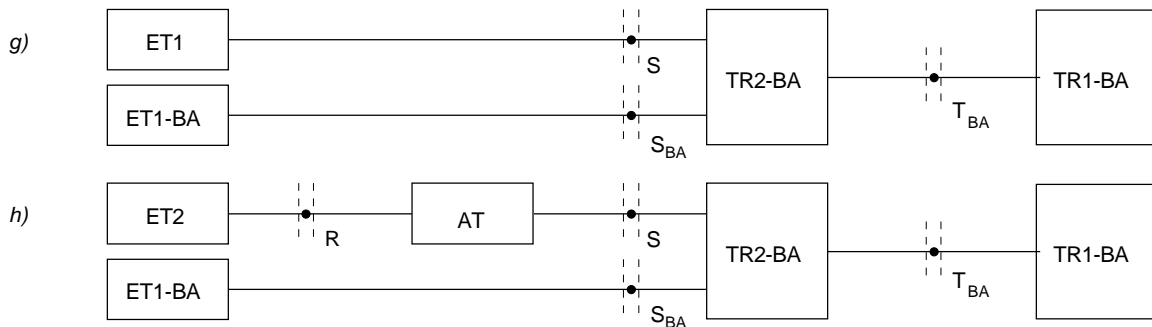 g)
ET1
S
TR2-BA
TR1-BA
T_BA
ET1-BA
S_BA
h)
ET2
R
AT
S
TR2-BA
TR1-BA
T_BA
ET1-BA
S_BA